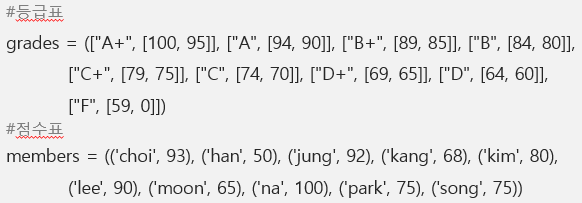 #등급표
grades = (["A+", [100, 95]], ["A", [94, 90]], ["B+", [89, 85]], ["B", [84, 80]],
["C+", [79, 75]], ["C", [74, 70]], ["D+", [69, 65]], ["D", [64, 60]],
["F", [59, 0]])
#점수표
members = (('choi', 93), ('han', 50), ('jung', 92), ('kang', 68), ('kim', 80),
('lee', 90), ('moon', 65), ('na', 100), ('park', 75), ('song', 75))